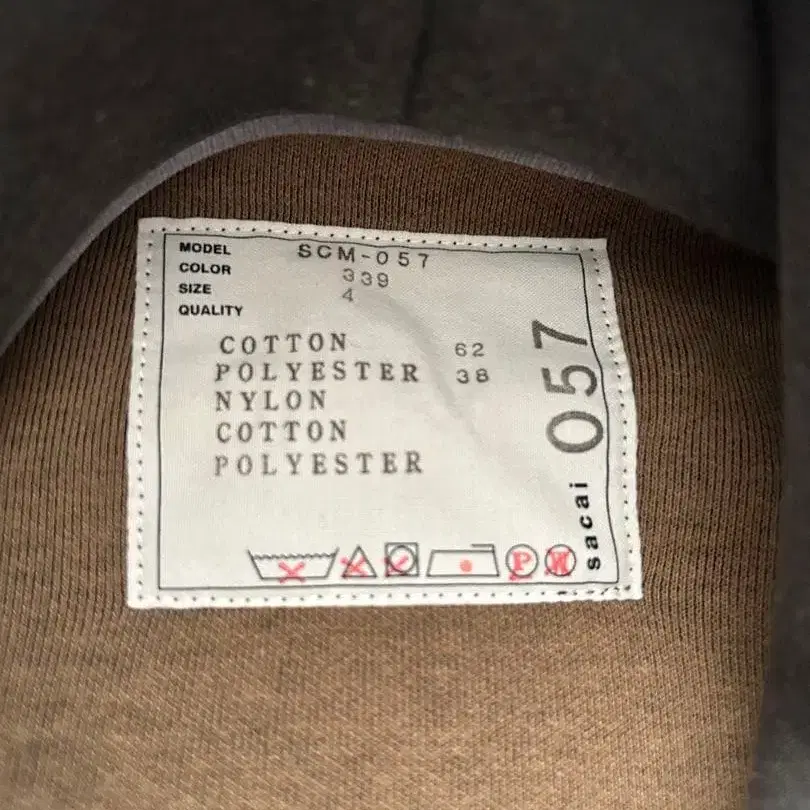 MODEL SCM-057
COLOR 339
SIZE 4
QUALITY
COTTON 62
POLYESTER 38
NYLON
COTTON
POLYESTER
P W
sacai 057